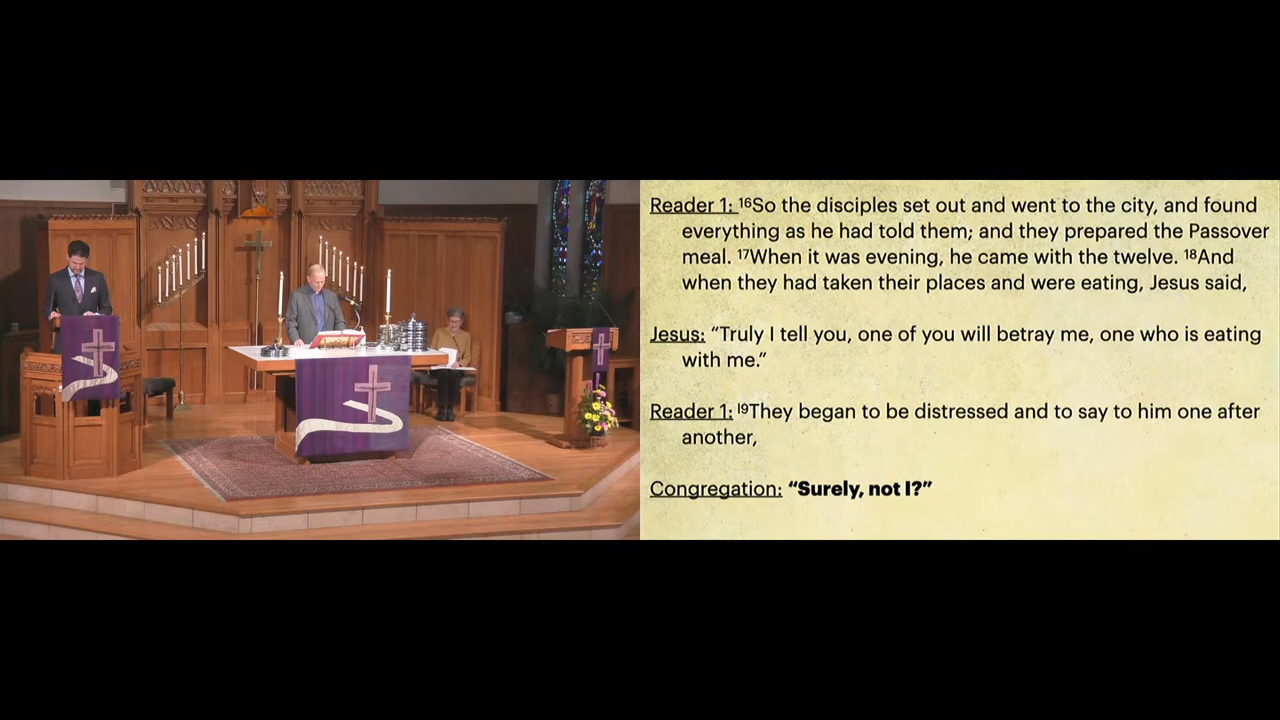 Reader 1: ¹⁶So the disciples set out and went to the city, and found
everything as he had told them; and they prepared the Passover
meal. ¹⁷When it was evening, he came with the twelve. ¹⁸And
when they had taken their places and were eating, Jesus said,
Jesus: “Truly I tell you, one of you will betray me, one who is eating
with me.”
Reader 1: ¹⁹They began to be distressed and to say to him one after
another,
Congregation: “Surely, not I?”